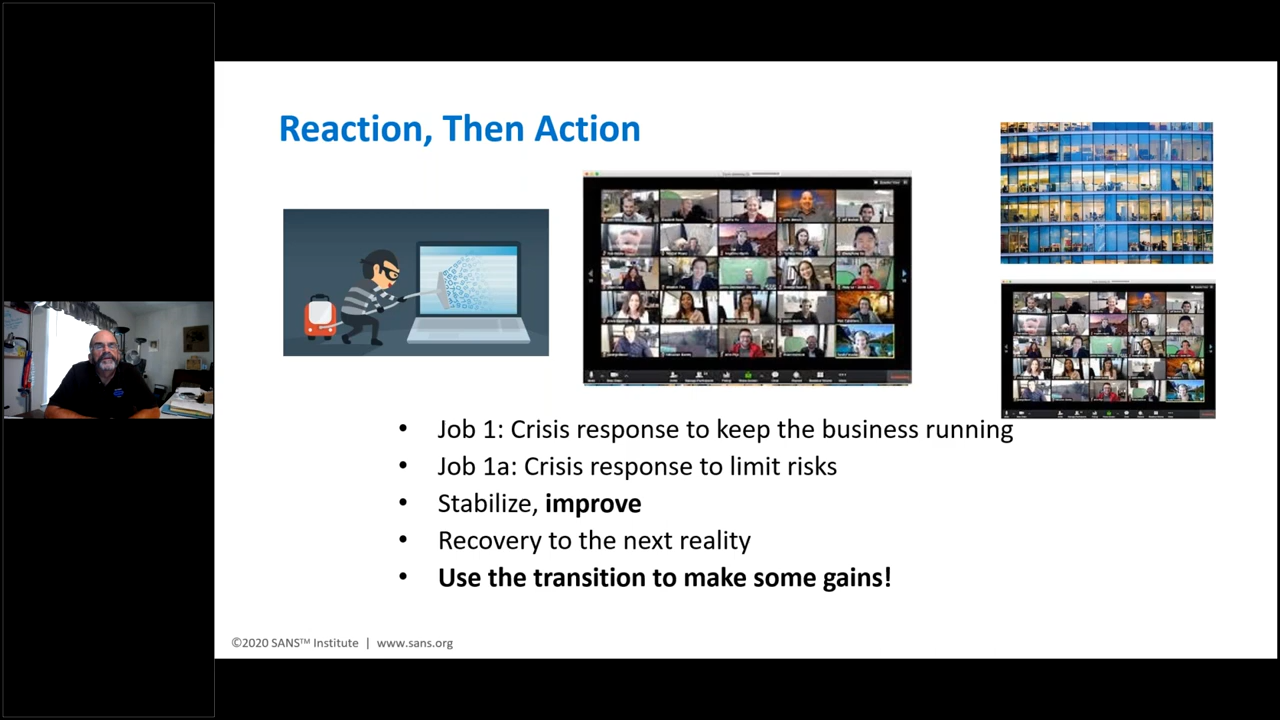 Reaction, Then Action
• Job 1: Crisis response to keep the business running
• Job 1a: Crisis response to limit risks
• Stabilize, improve
• Recovery to the next reality
• Use the transition to make some gains!
©2020 SANS™ Institute | www.sans.org